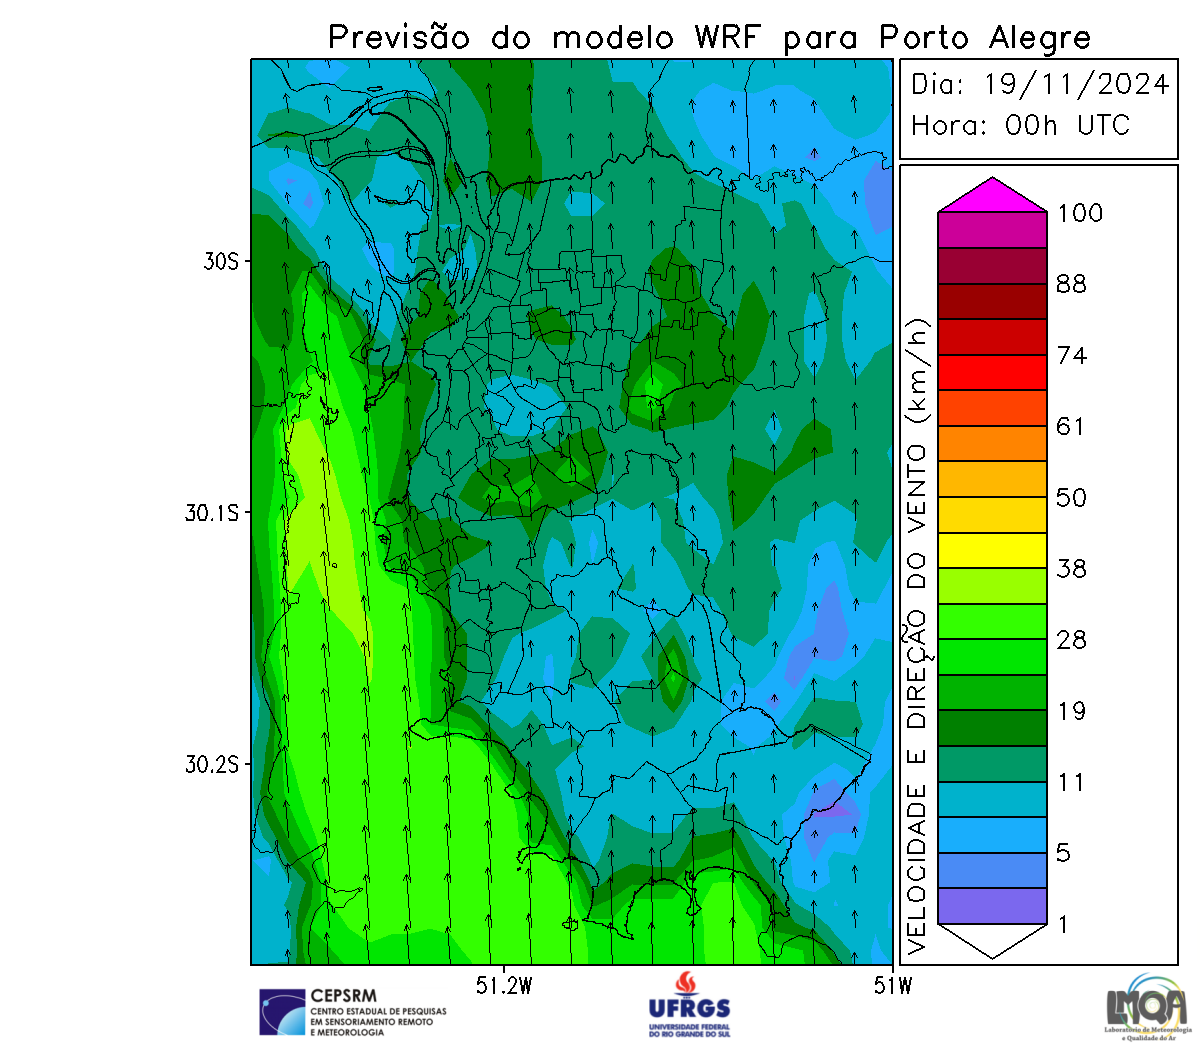 Previsão do modelo WRF para Porto Alegre
Dia: 19/11/2024
Hora: 00h UTC
VELOCIDADE E DIREÇÃO DO VENTO (km/h)
100
88
74
61
50
38
28
19
11
5
1
30S
30.1S
30.2S
51.2W
51W
CEPSRM
CENTRO ESTADUAL DE PESQUISAS
EM SENSORIAMENTO REMOTO
E METEOROLOGIA
UFRGS
UNIVERSIDADE FEDERAL
DO RIO GRANDE DO SUL
LMQA
Laboratório de Meteorologia
e Qualidade do Ar